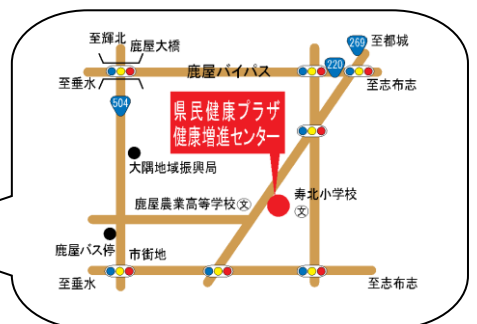 至輝北
鹿屋大橋
269
至都城
至垂水
鹿屋バイパス
220
至志布志
504
県民健康プラザ
健康増進センター
大隅地域振興局
鹿屋農業高等学校
文
寿北小学校
文
鹿屋バス停
市街地
至垂水
至志布志